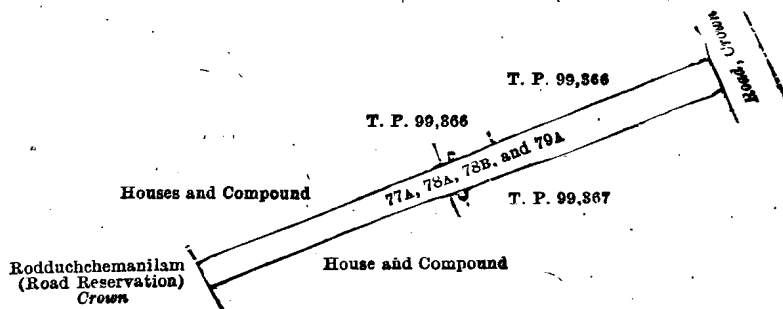 Road, Crown
T. P. 99,366
T. P. 99,366
77A, 78A, 78B, and 79A
Houses and Compound
T. P. 99,367
Rodduchchemanilam
(Road Reservation)
Crown
House and Compound